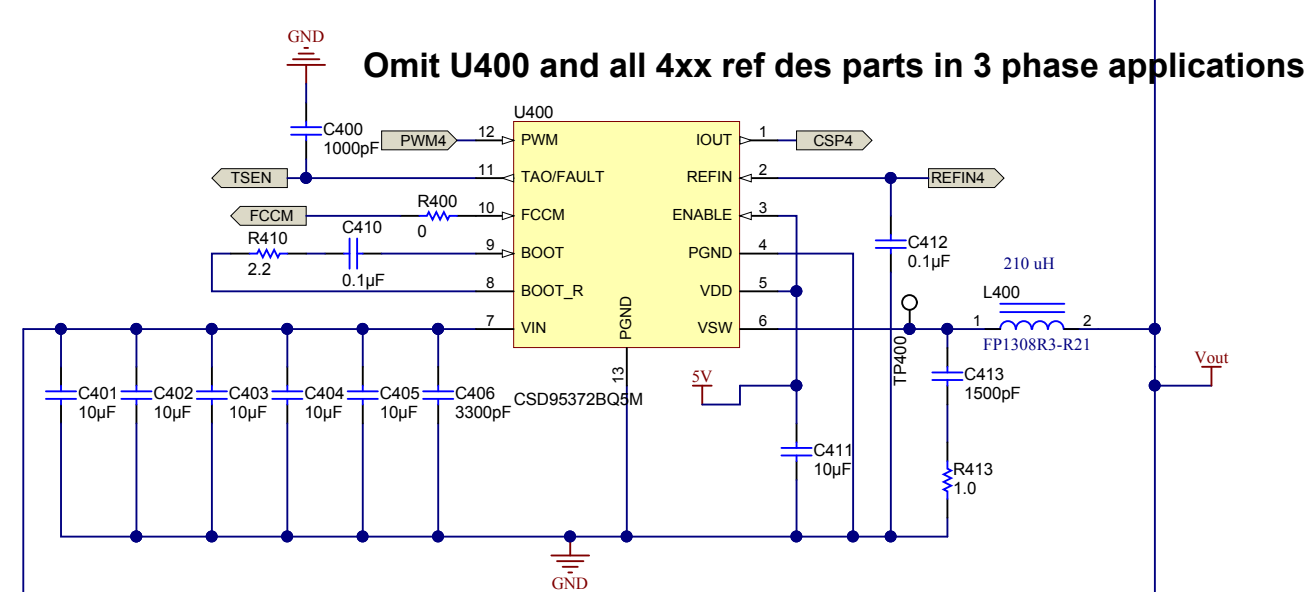 GND
Omit U400 and all 4xx ref des parts in 3 phase applications
U400
C400
1000pF
PWM4
12
PWM
IOUT
1
CSP4
TSEN
11
TAO/FAULT
REFIN
2
REFIN4
FCCM
R400
0
10
FCCM
ENABLE
3
R410
2.2
C410
0.1µF
9
BOOT
PGND
4
C412
0.1µF
8
BOOT_R
VDD
5
7
VIN
PGND
VSW
6
13
CSD95372BQ5M
TP400
210 uH
L400
1
2
FP1308R3-R21
Vout
5V
C401
10µF
C402
10µF
C403
10µF
C404
10µF
C405
10µF
C406
3300pF
C413
1500pF
C411
10µF
R413
1.0
GND